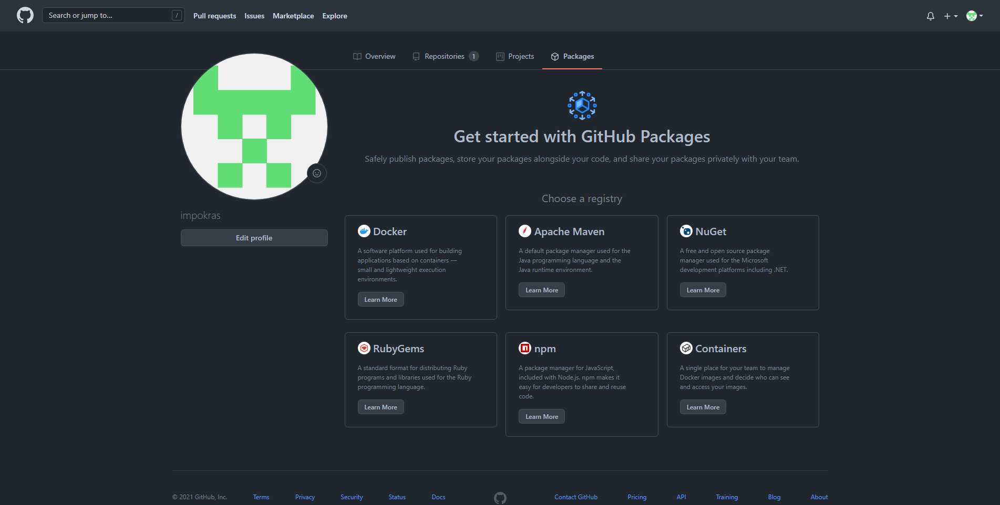 Search or jump to... /
Pull requests Issues Marketplace Explore
Overview Repositories 1 Projects Packages
impokras
Edit profile
Get started with GitHub Packages
Safely publish packages, store your packages alongside your code, and share your packages privately with your team.
Choose a registry
Docker
A software platform used for building
applications based on containers —
small and lightweight execution
environments.
Learn More
Apache Maven
A default package manager used for the
Java programming language and the
Java runtime environment.
Learn More
NuGet
A free and open source package
manager used for the Microsoft
development platforms including .NET.
Learn More
RubyGems
A standard format for distributing Ruby
programs and libraries used for the Ruby
programming language.
Learn More
npm
A package manager for JavaScript,
included with Node.js. npm makes it
easy for developers to share and reuse
code.
Learn More
Containers
A single place for your team to manage
Docker images and decide who can see
and access your images.
Learn More
© 2021 GitHub, Inc. Terms Privacy Security Status Docs Contact GitHub Pricing API Training Blog About